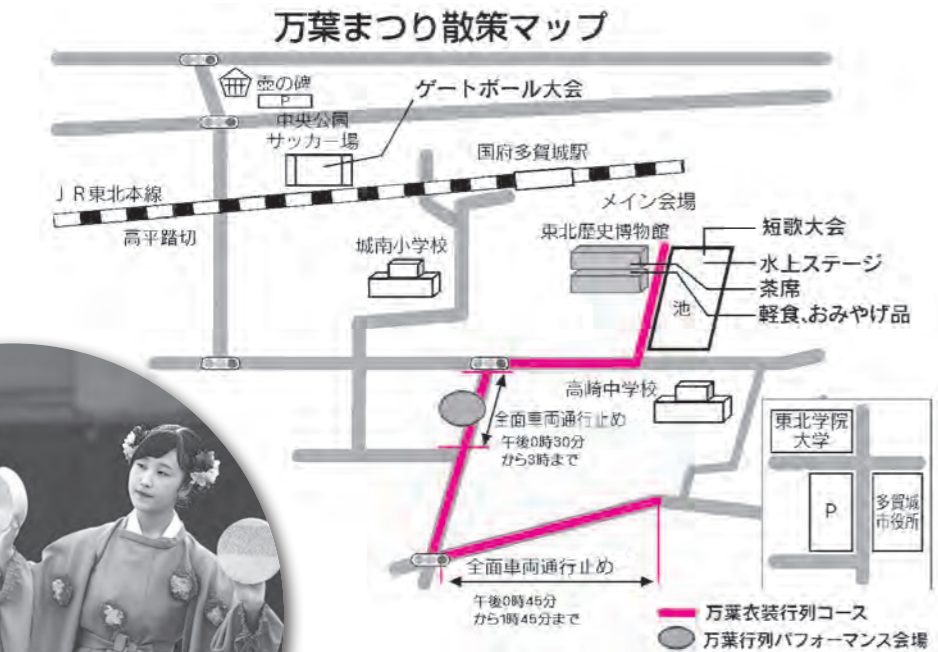 万葉まつり散策マップ
壺の碑
P
ゲートボール大会
中央公園
サッカー場
国府多賀城駅
ＪＲ東北本線
メイン会場
高平踏切
東北歴史博物館
短歌大会
城南小学校
水上ステージ
茶席
池
軽食、おみやげ品
高崎中学校
全面車両通行止め
午後0時30分
から3時まで
東北学院
大学
P
多賀城
市役所
全面車両通行止め
午後0時45分
から1時45分まで
万葉衣装行列コース
万葉行列パフォーマンス会場